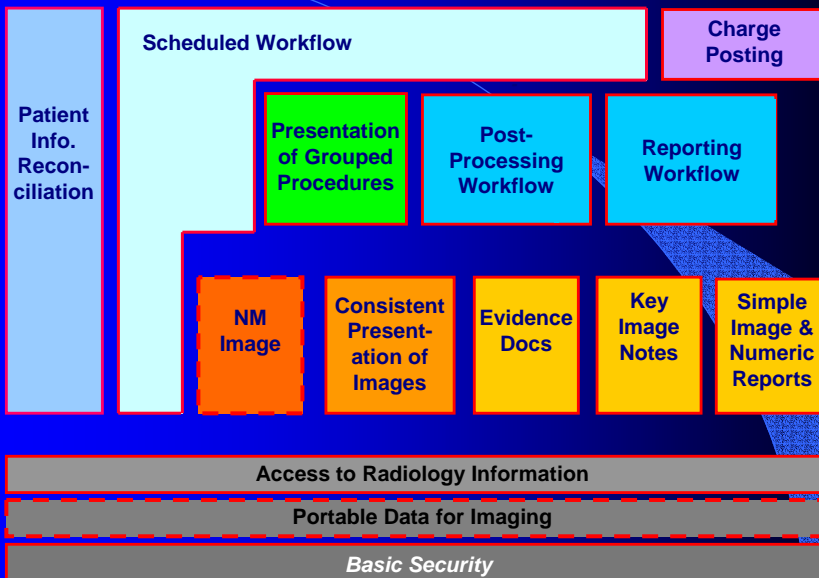 Scheduled Workflow
Charge
Posting
Patient
Info.
Recon-
ciliation
Presentation
of Grouped
Procedures
Post-
Processing
Workflow
Reporting
Workflow
NM
Image
Consistent
Present-
ation of
Images
Evidence
Docs
Key
Image
Notes
Simple
Image &
Numeric
Reports
Access to Radiology Information
Portable Data for Imaging
Basic Security